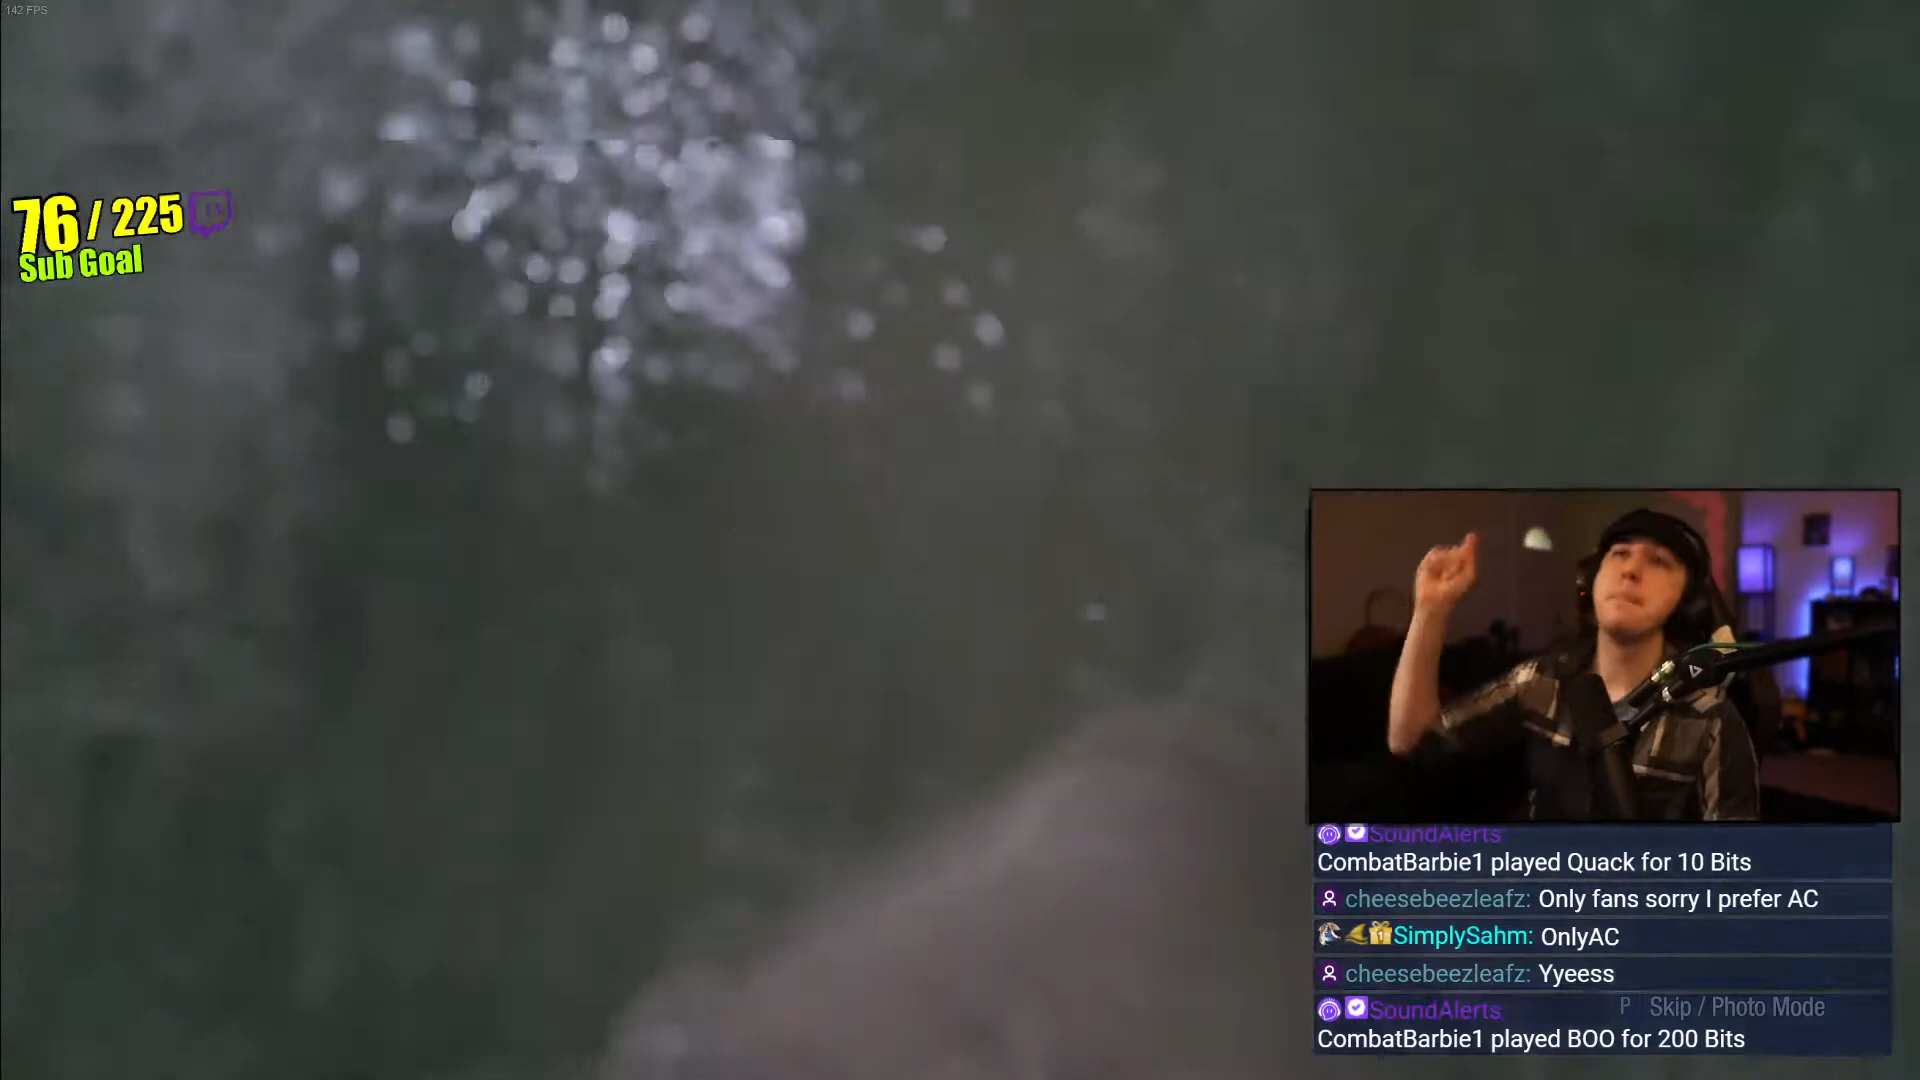 142 FPS
76 / 225
Sub Goal
SoundAlerts
CombatBarbie1 played Quack for 10 Bits
cheesebeezleafz: Only fans sorry I prefer AC
SimplySahm: OnlyAC
cheesebeezleafz: Yyeess
SoundAlerts
P Skip / Photo Mode
CombatBarbie1 played BOO for 200 Bits